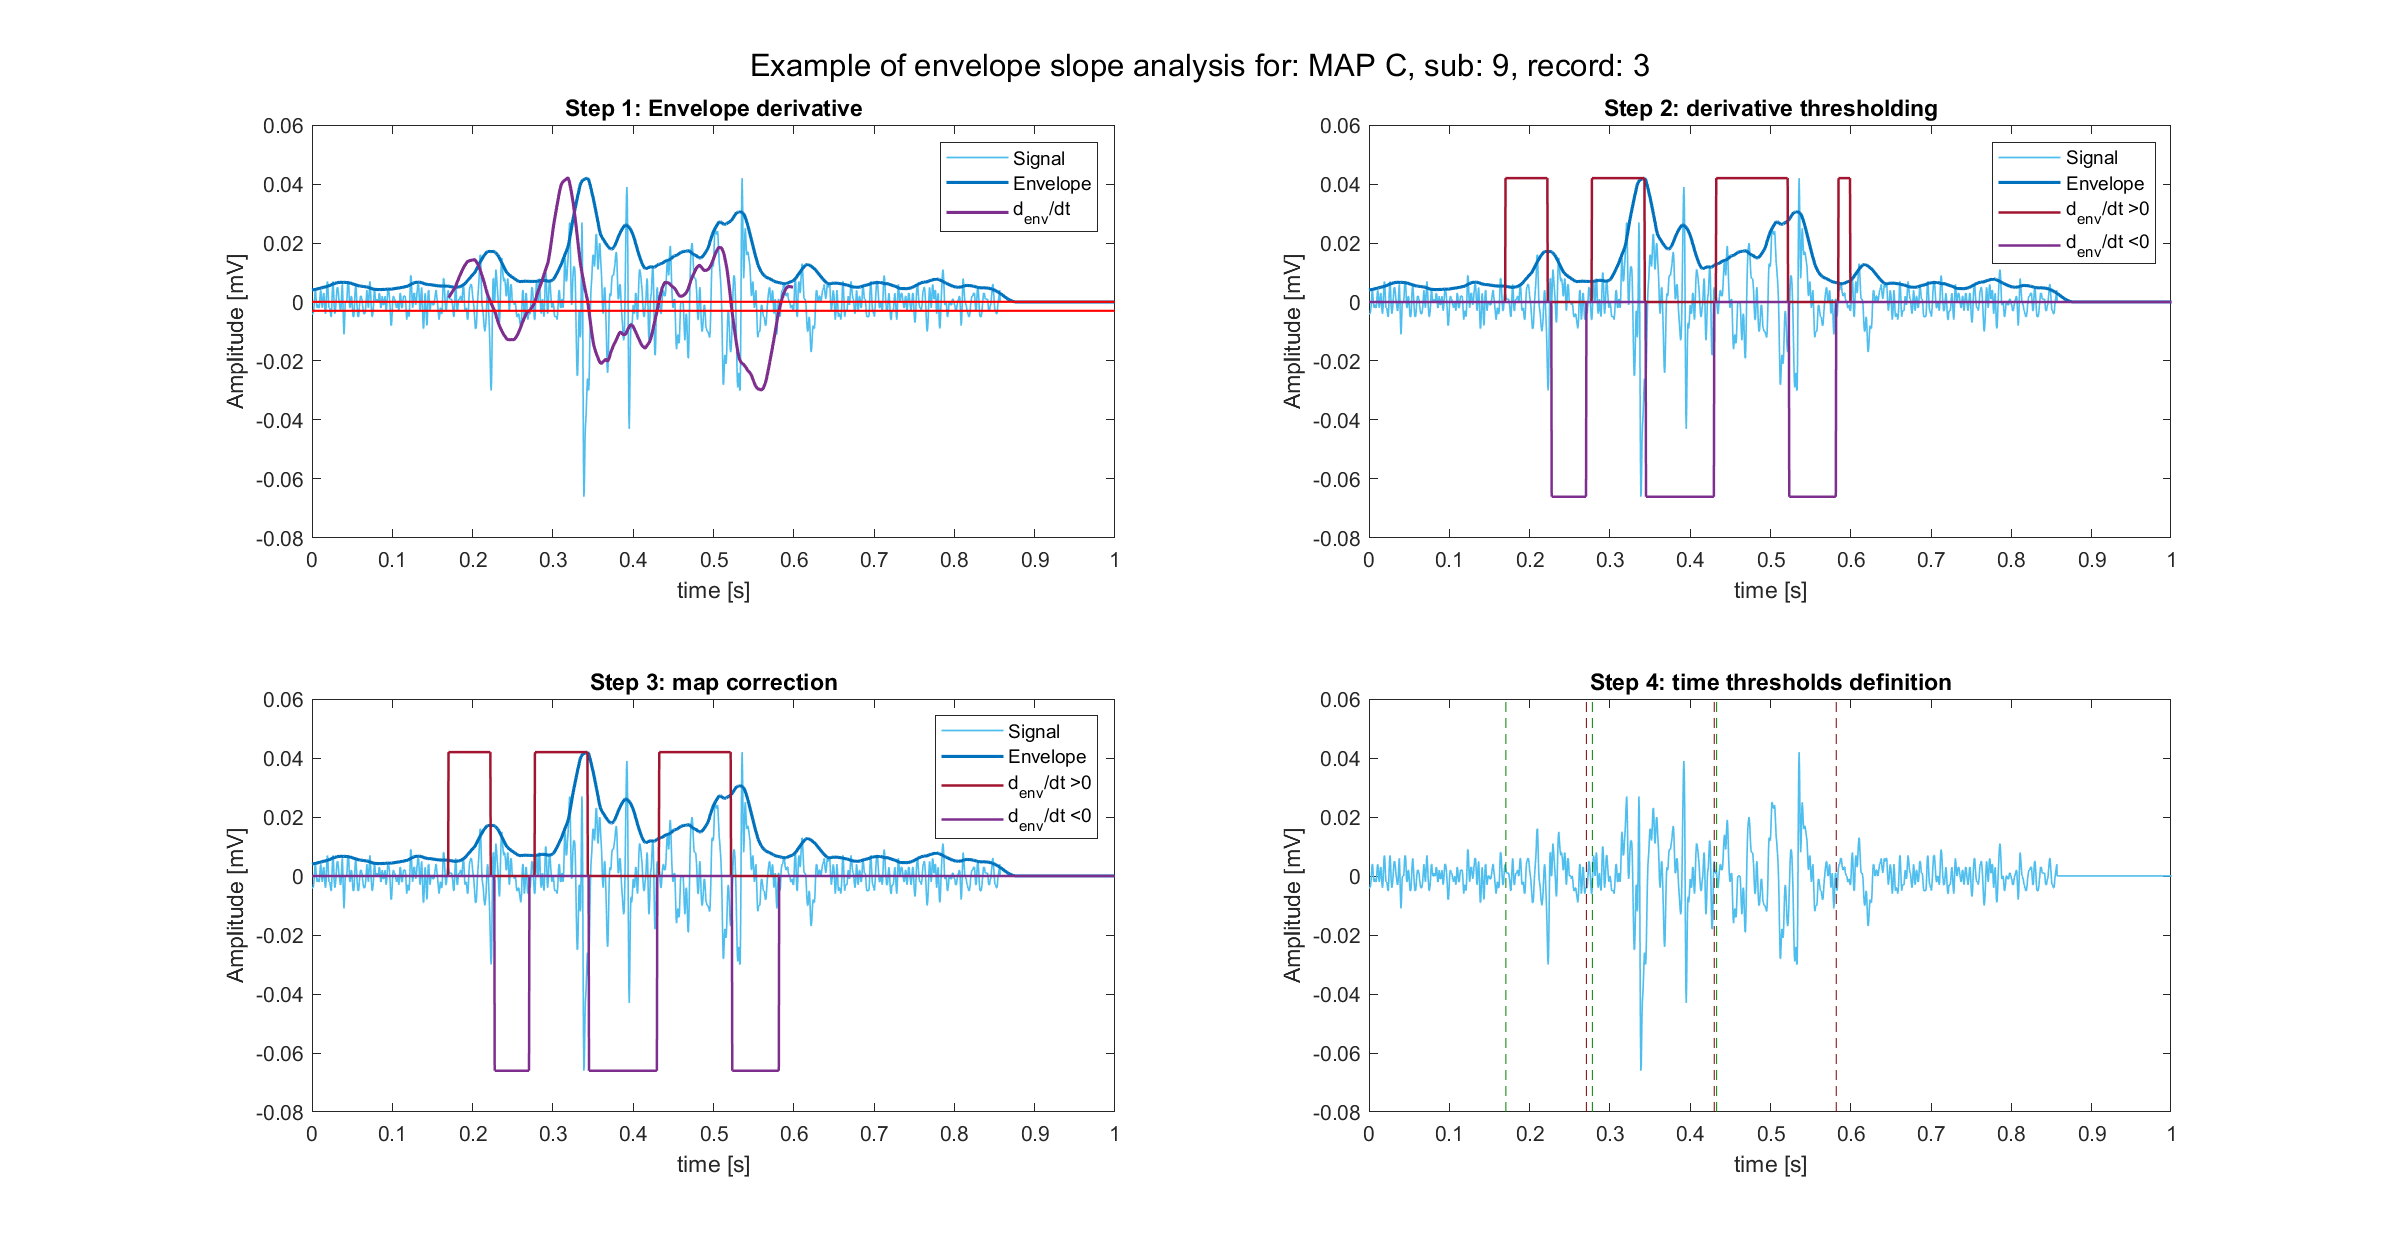 Example of envelope slope analysis for: MAP C, sub: 9, record: 3
Step 1: Envelope derivative
0.06
0.04
0.02
0
-0.02
-0.04
-0.06
-0.08
Amplitude [mV]
0 0.1 0.2 0.3 0.4 0.5 0.6 0.7 0.8 0.9 1
time [s]
Signal
Envelope
d_env/dt
Step 2: derivative thresholding
0.06
0.04
0.02
0
-0.02
-0.04
-0.06
-0.08
Amplitude [mV]
0 0.1 0.2 0.3 0.4 0.5 0.6 0.7 0.8 0.9 1
time [s]
Signal
Envelope
d_env/dt >0
d_env/dt <0
Step 3: map correction
0.06
0.04
0.02
0
-0.02
-0.04
-0.06
-0.08
Amplitude [mV]
0 0.1 0.2 0.3 0.4 0.5 0.6 0.7 0.8 0.9 1
time [s]
Signal
Envelope
d_env/dt >0
d_env/dt <0
Step 4: time thresholds definition
0.06
0.04
0.02
0
-0.02
-0.04
-0.06
-0.08
Amplitude [mV]
0 0.1 0.2 0.3 0.4 0.5 0.6 0.7 0.8 0.9 1
time [s]